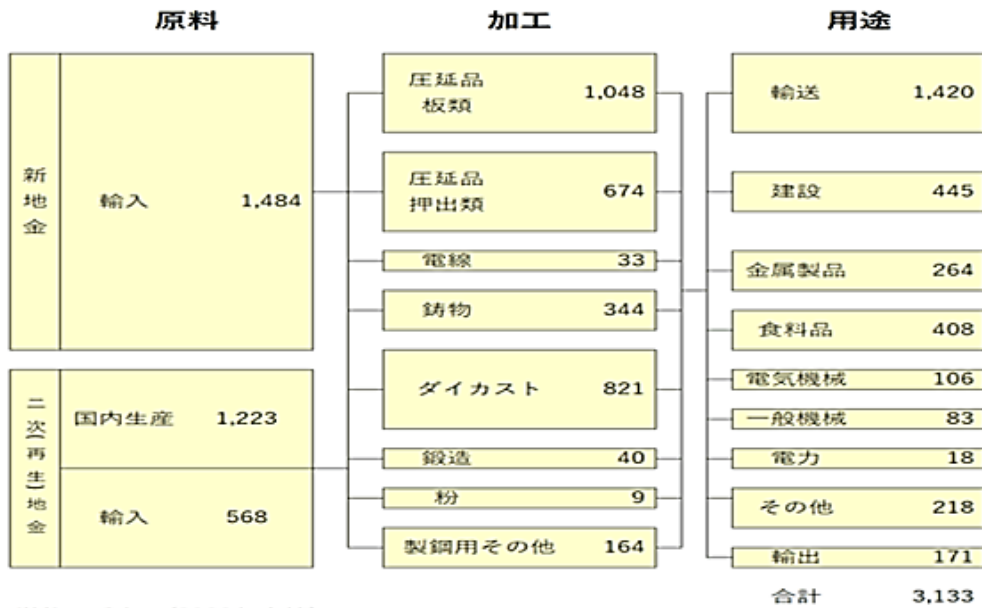 原料 加工 用途
新地金
輸入 1,484
二次(再生)地金
国内生産 1,223
輸入 568
圧延品
板類 1,048
圧延品
押出類 674
電線 33
鋳物 344
ダイカスト 821
鍛造 40
粉 9
製鋼用その他 164
輸送 1,420
建設 445
金属製品 264
食料品 408
電気機械 106
一般機械 83
電力 18
その他 218
輸出 171
合計 3,133